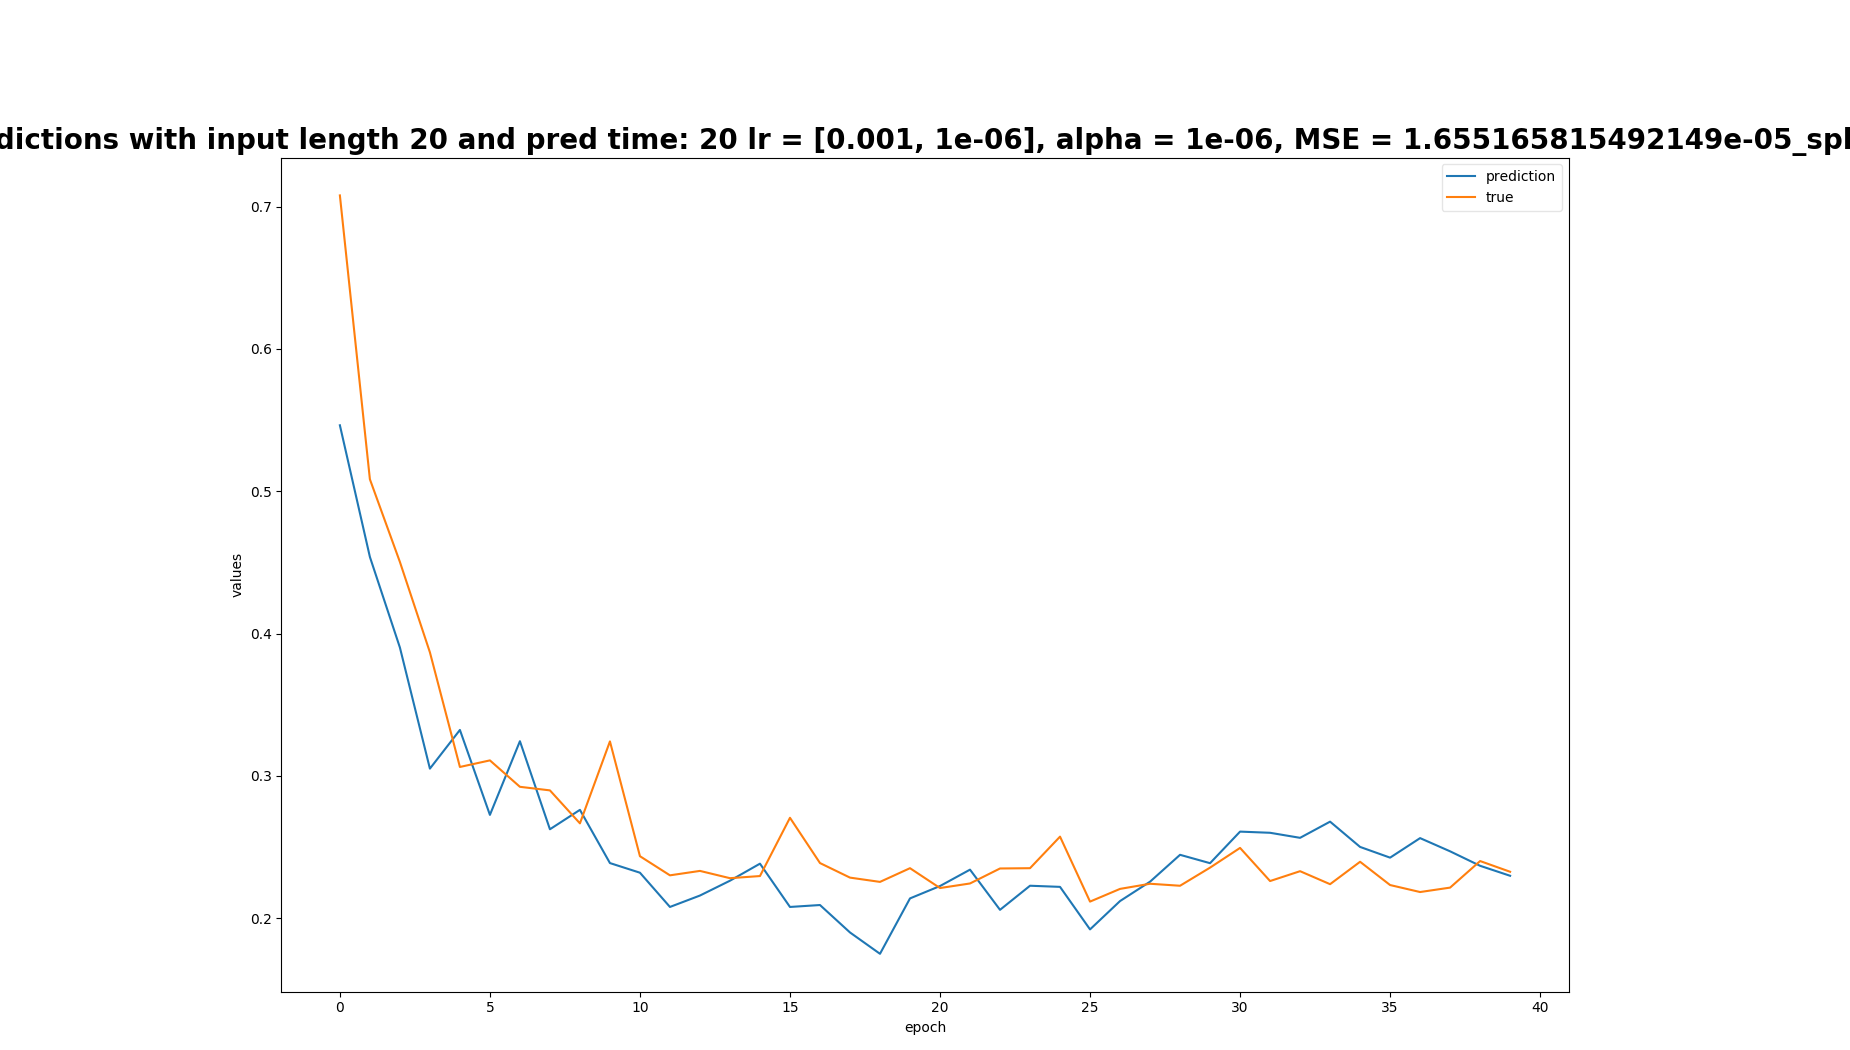 dictions with input length 20 and pred time: 20 lr = [0.001, 1e-06], alpha = 1e-06, MSE = 1.655165815492149e-05_spl
prediction
true
0.7
0.6
0.5
0.4
0.3
0.2
values
0 5 10 15 20 25 30 35 40
epoch